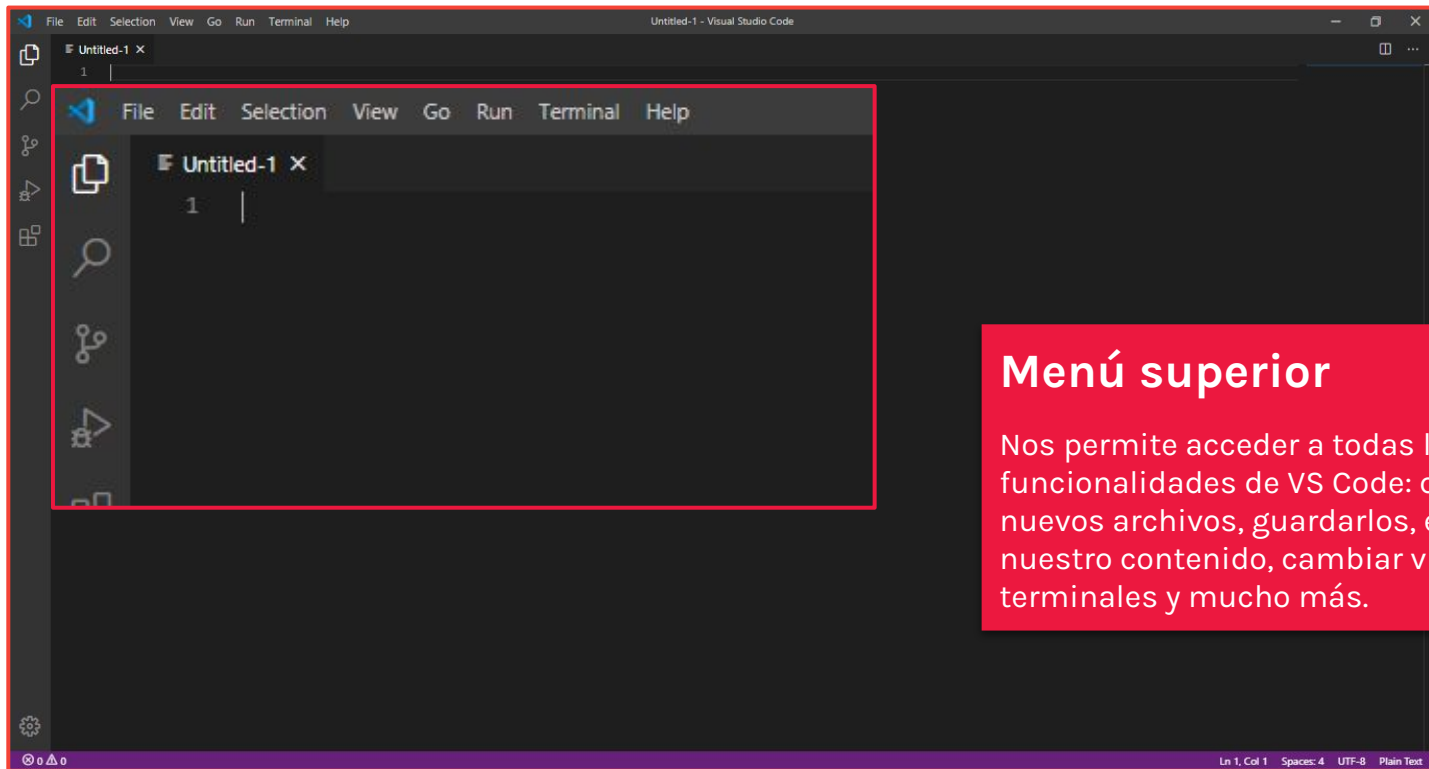 File Edit Selection View Go Run Terminal Help Untitled-1 - Visual Studio Code
Untitled-1
1
File Edit Selection View Go Run Terminal Help
Untitled-1
1
Menú superior
Nos permite acceder a todas
funcionalidades de VS Code:
nuevos archivos, guardarlos,
nuestro contenido, cambiar
terminales y mucho más.
0 0 Ln 1, Col 1 Spaces: 4 UTF-8 Plain Text